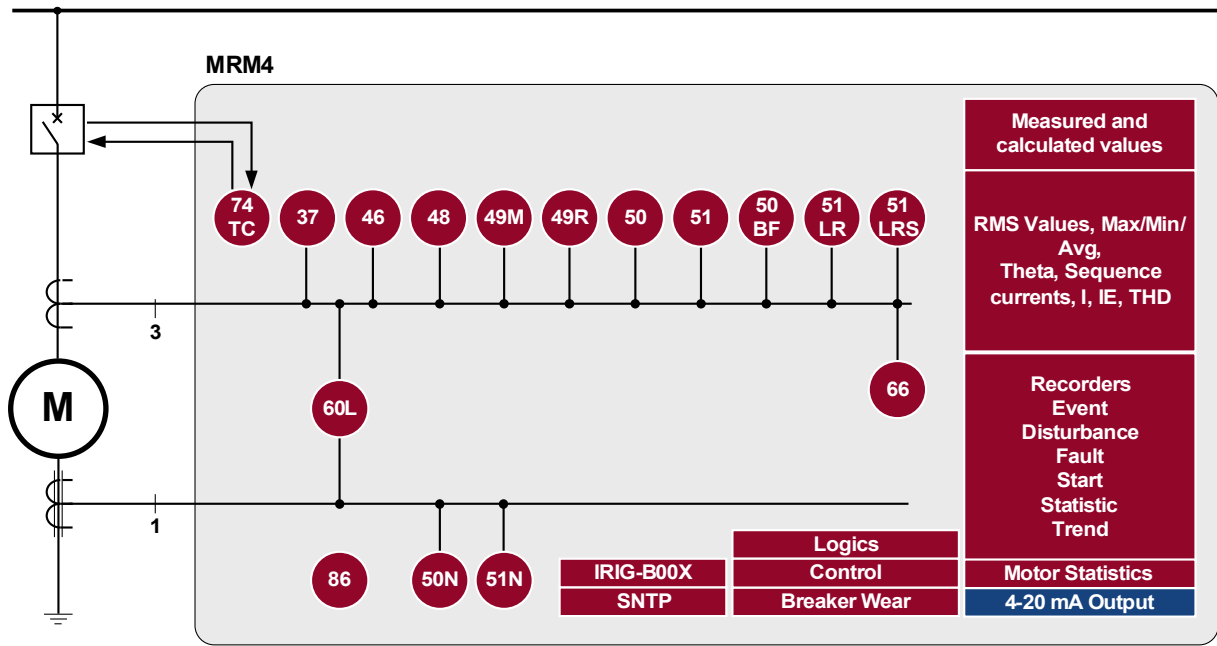 MRM4
Measured and
calculated values
74
TC
37
46
48
49M
49R
50
51
50
BF
51
LR
51
LRS
RMS Values, Max/Min/
Avg,
Theta, Sequence
currents, I, IE, THD
3
M
60L
66
Recorders
Event
Disturbance
Fault
Start
Statistic
Trend
1
86
50N
51N
IRIG-B00X
SNTP
Logics
Control
Breaker Wear
Motor Statistics
4-20 mA Output